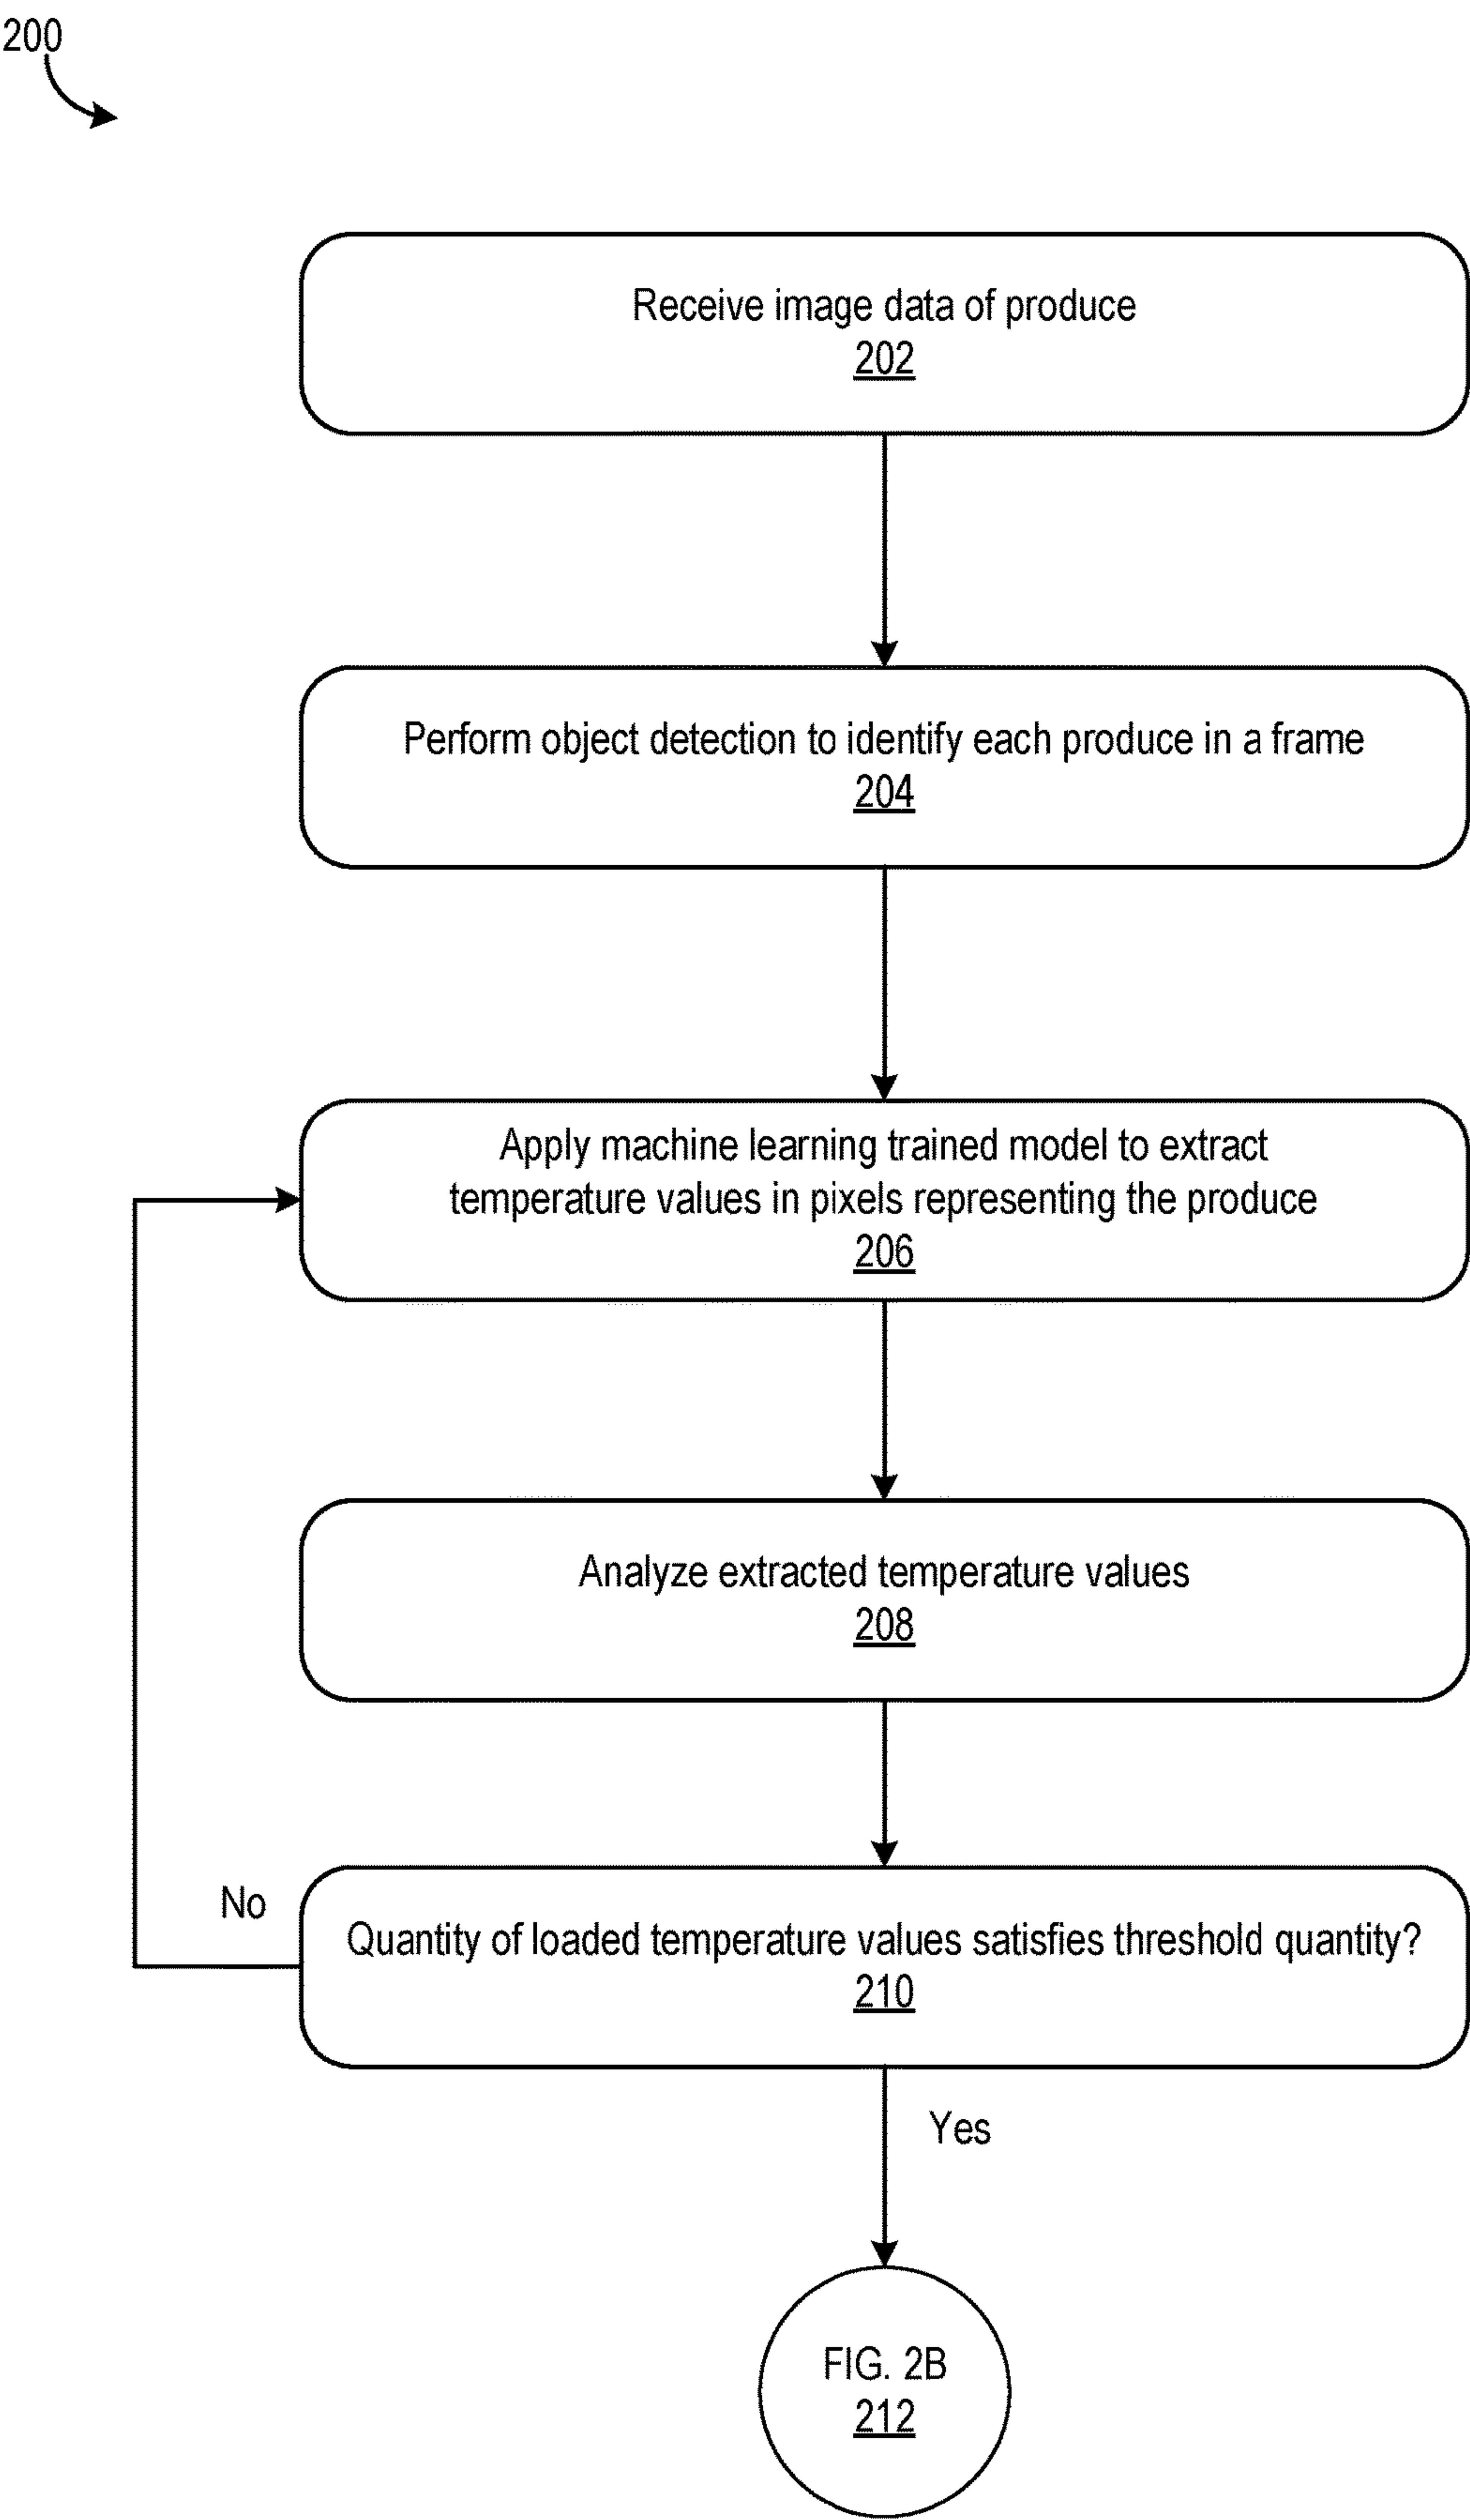 200
Receive image data of produce
202
Perform object detection to identify each produce in a frame
204
Apply machine learning trained model to extract
temperature values in pixels representing the produce
206
Analyze extracted temperature values
208
No
Quantity of loaded temperature values satisfies threshold quantity?
210
Yes
FIG. 2B
212